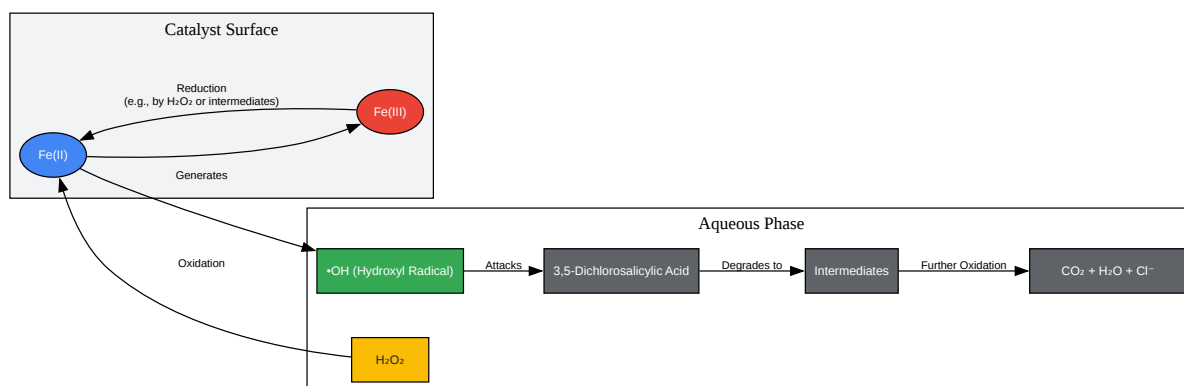 Catalyst Surface
Reduction
(e.g., by H₂O₂ or intermediates)
Fe(III)
Fe(II)
Generates
Aqueous Phase
Oxidation
•OH (Hydroxyl Radical)
Attacks
3,5-Dichlorosalicylic Acid
Degrades to
Intermediates
Further Oxidation
CO₂ + H₂O + Cl⁻
H₂O₂